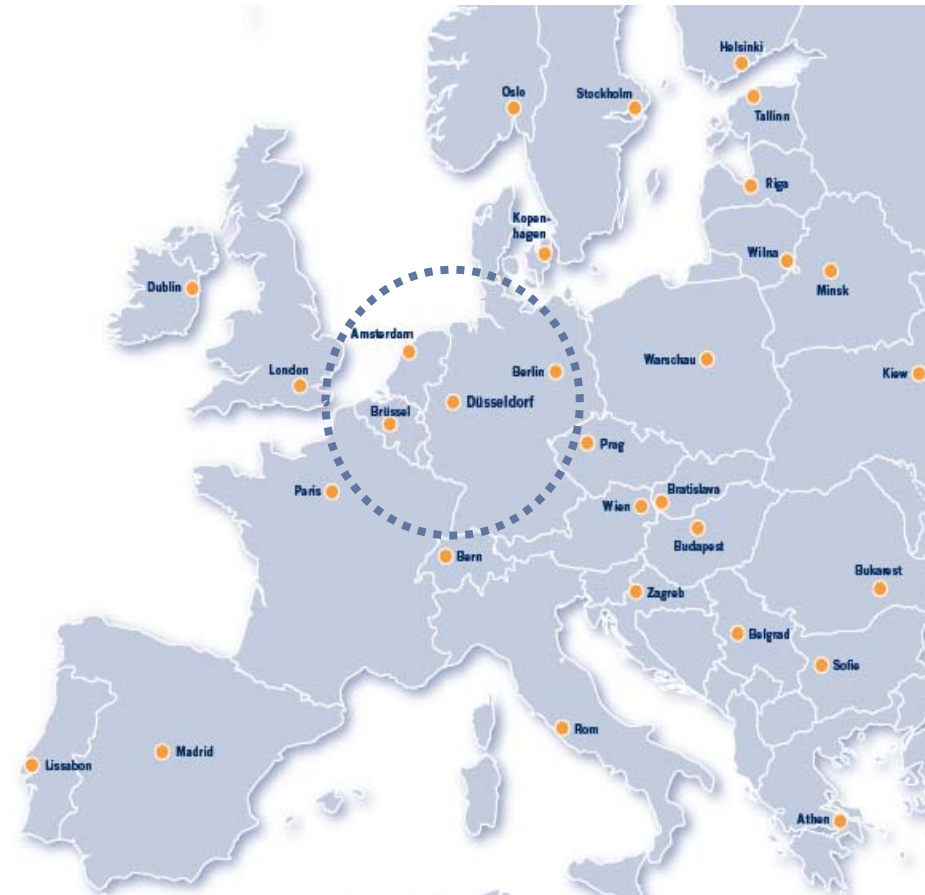 Helsinki
Oslo
Stockholm
Tallinn
Riga
Kopen-
hagen
Wilna
Minsk
Dublin
Amsterdam
Warschau
London
Berlin
Kiew
Düsseldorf
Brüssel
Prag
Paris
Bratislava
Wien
Budapest
Bern
Bukarest
Zagreb
Belgrad
Sofie
Rom
Madrid
Lissabon
Athen